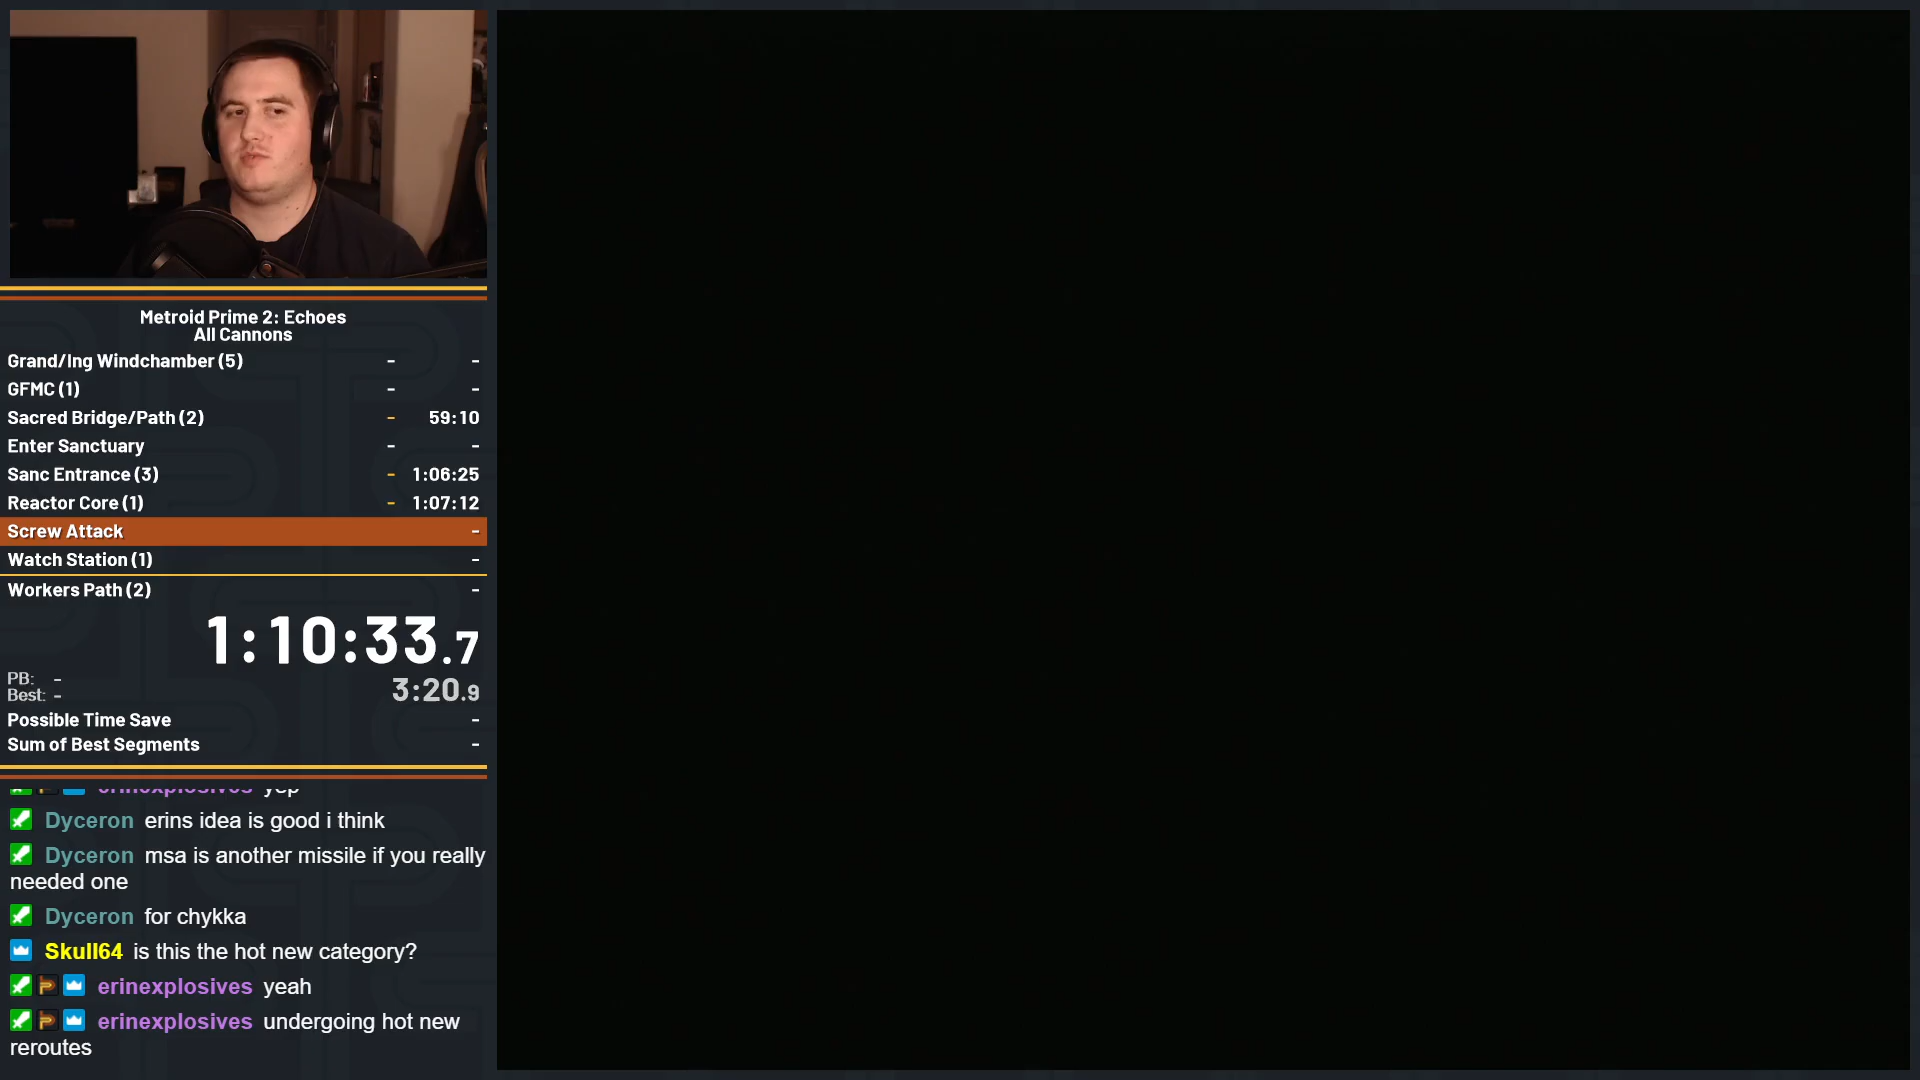 Metroid Prime 2: Echoes
All Cannons
Grand/Ing Windchamber (5) - -
GFMC (1) - -
Sacred Bridge/Path (2) - 59:10
Enter Sanctuary - -
Sanc Entrance (3) - 1:06:25
Reactor Core (1) - 1:07:12
Screw Attack -
Watch Station (1) -
Workers Path (2) -
1:10:33.7
PB: -
Best: -
3:20.9
Possible Time Save -
Sum of Best Segments -
erinexplosives yep
Dyceron erins idea is good i think
Dyceron msa is another missile if you really
needed one
Dyceron for chykka
Skull64 is this the hot new category?
erinexplosives yeah
erinexplosives undergoing hot new
reroutes